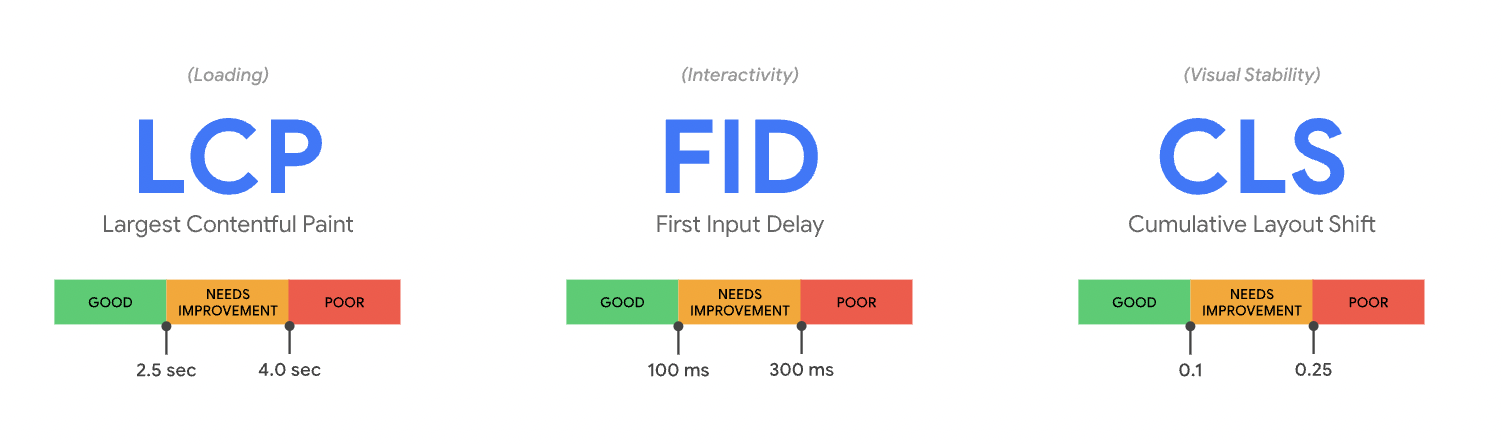 (Loading)
LCP
Largest Contentful Paint
GOOD
NEEDS
IMPROVEMENT
POOR
2.5 sec
4.0 sec
(Interactivity)
FID
First Input Delay
GOOD
NEEDS
IMPROVEMENT
POOR
100 ms
300 ms
(Visual Stability)
CLS
Cumulative Layout Shift
GOOD
NEEDS
IMPROVEMENT
POOR
0.1
0.25